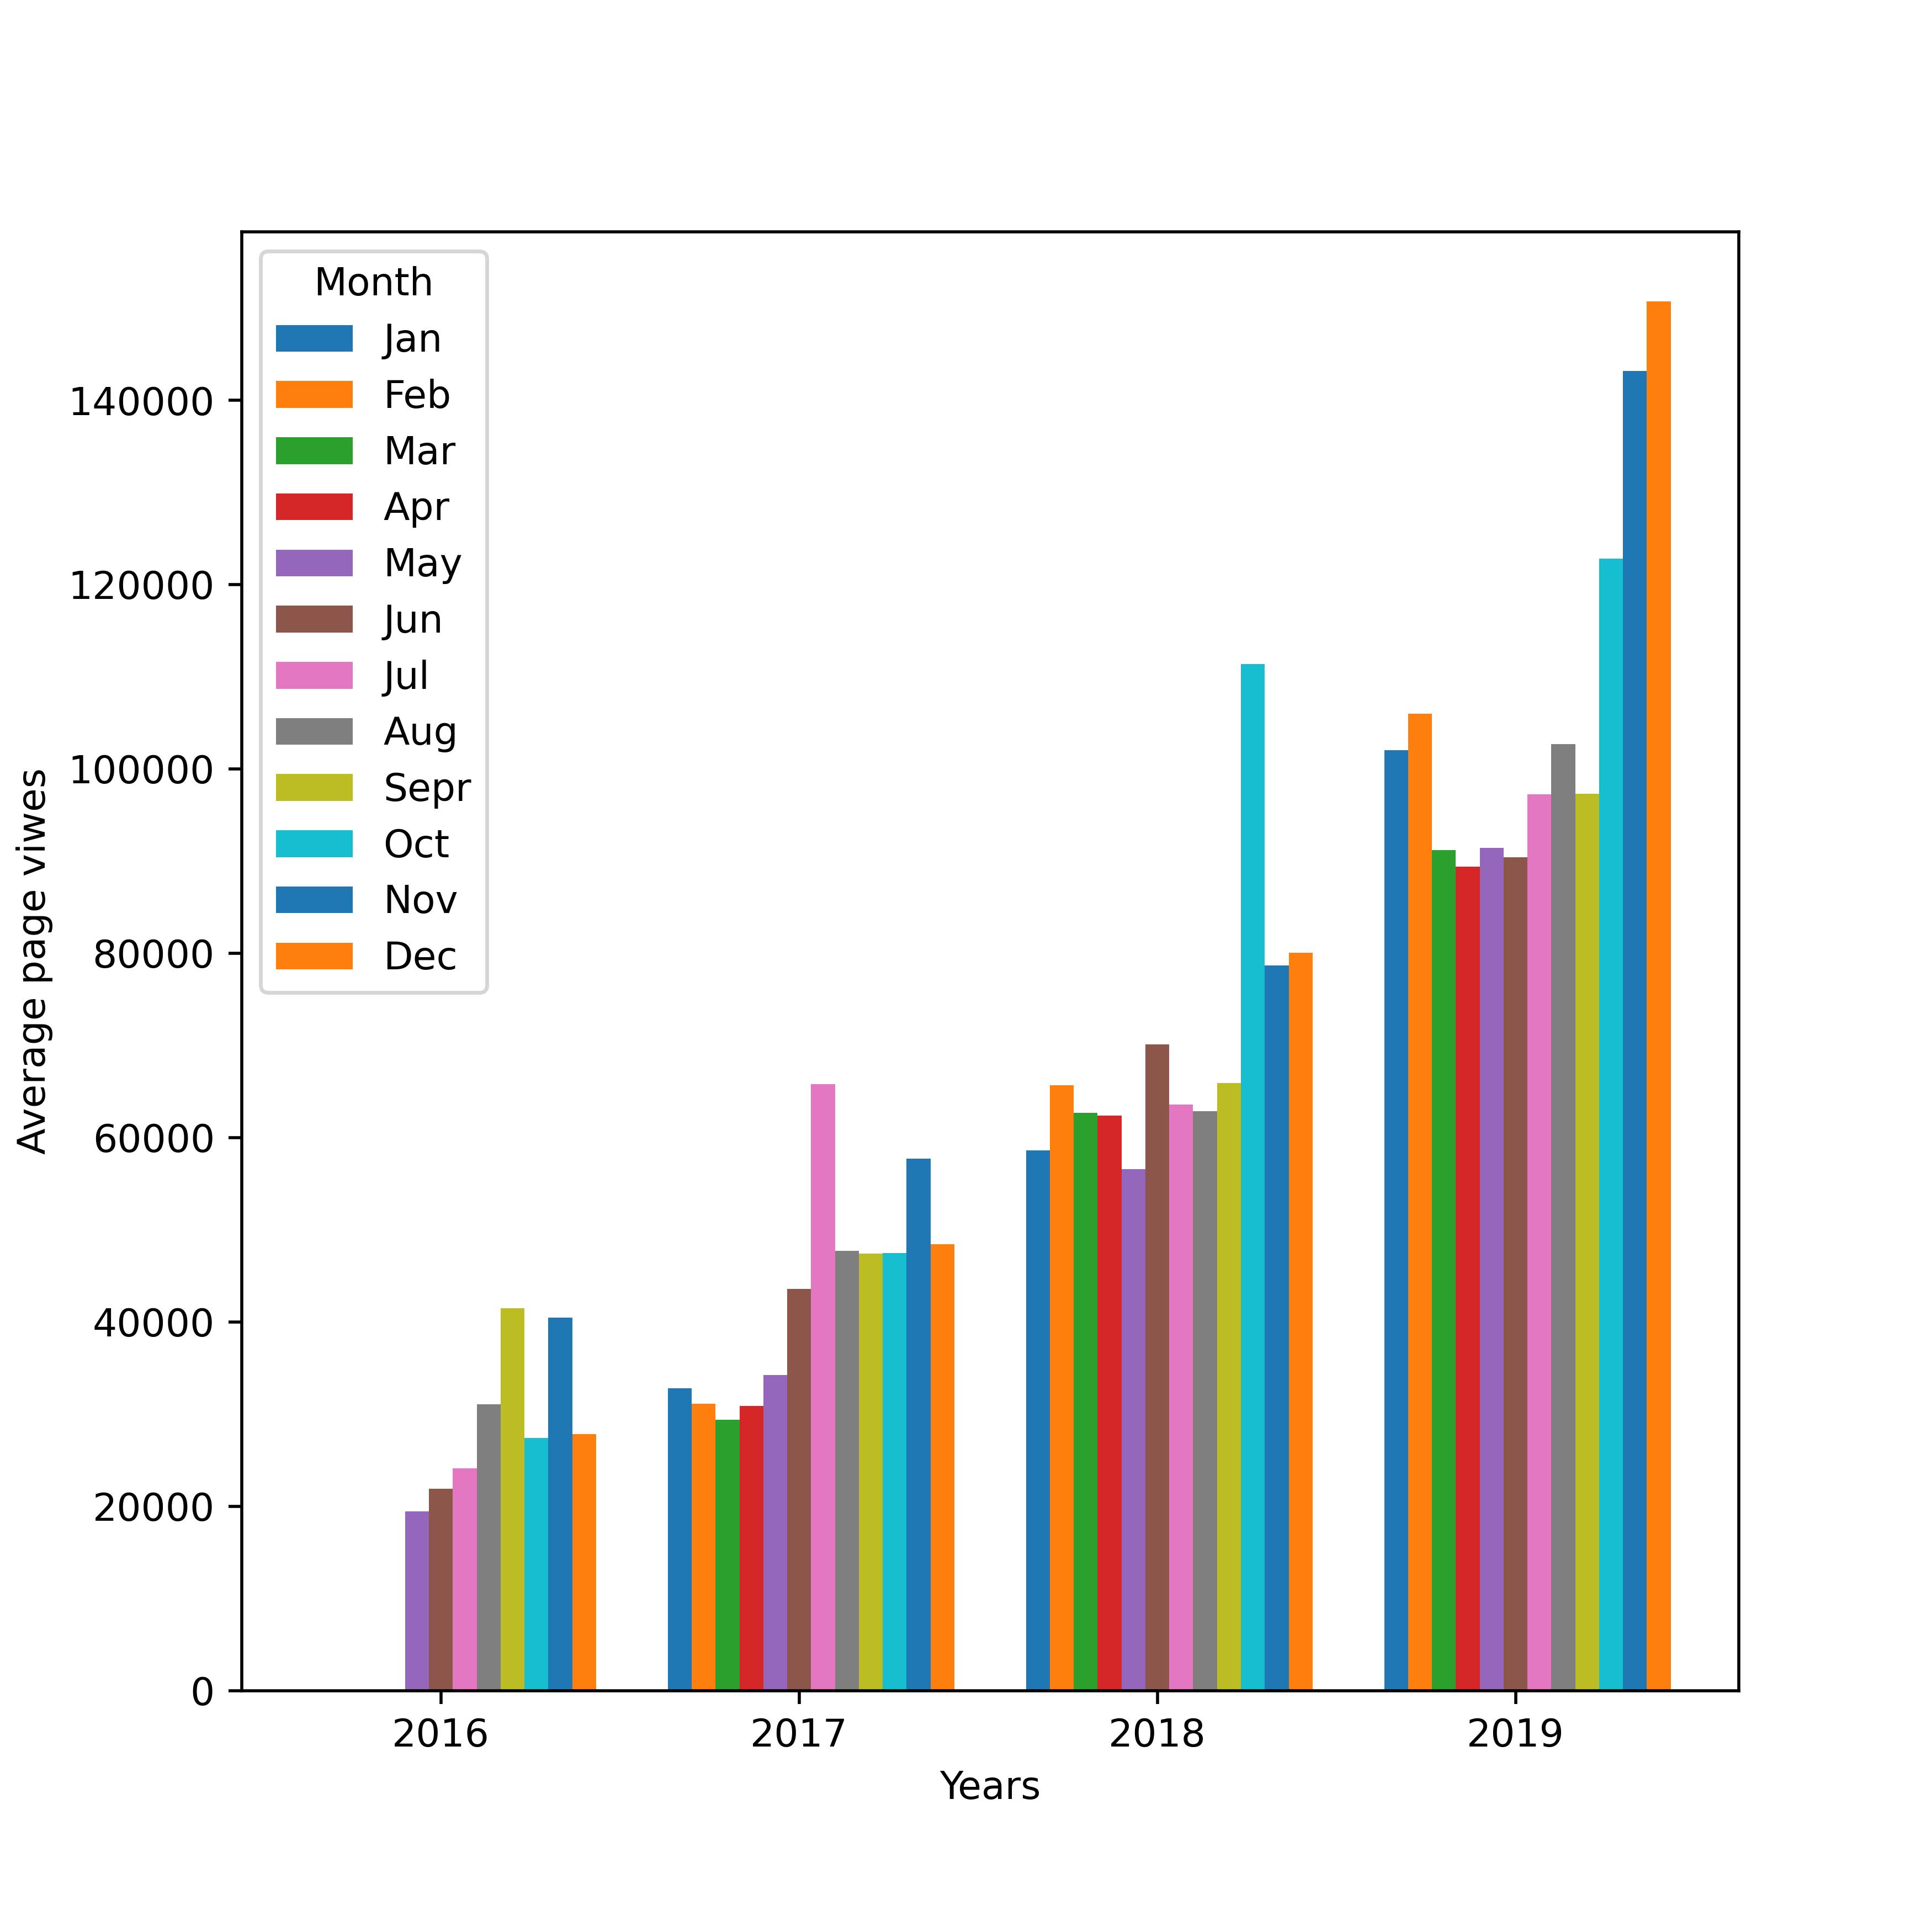 Month
Jan
Feb
Mar
Apr
May
Jun
Jul
Aug
Sepr
Oct
Nov
Dec
140000
120000
100000
80000
60000
40000
20000
0
Average page viwes
2016 2017 2018 2019
Years